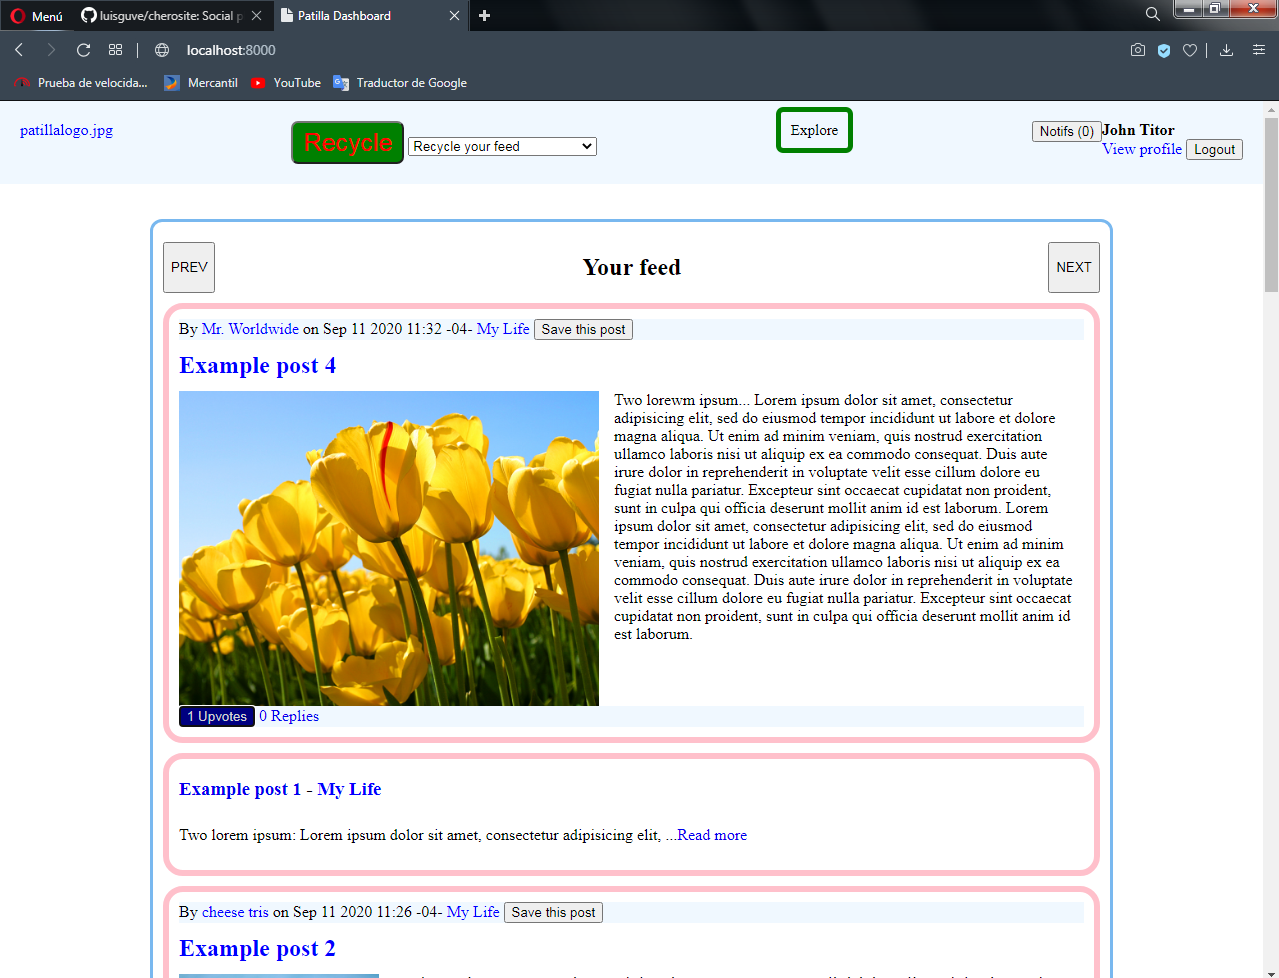 Menú
luisguve/cherosite: Social p
Patilla Dashboard
localhost:8000
Prueba de velocida...
Mercantil
YouTube
Traductor de Google
patillalogo.jpg
Recycle
Recycle your feed
Explore
Notifs (0)
John Titor
View profile
Logout
PREV
Your feed
NEXT
By Mr. Worldwide on Sep 11 2020 11:32 -04- My Life Save this post
Example post 4
Two lorewm ipsum... Lorem ipsum dolor sit amet, consectetur
adipisicing elit, sed do eiusmod tempor incididunt ut labore et dolore
magna aliqua. Ut enim ad minim veniam, quis nostrud exercitation
ullamco laboris nisi ut aliquip ex ea commodo consequat. Duis aute
irure dolor in reprehenderit in voluptate velit esse cillum dolore eu
fugiat nulla pariatur. Excepteur sint occaecat cupidatat non proident,
sunt in culpa qui officia deserunt mollit anim id est laborum. Lorem
ipsum dolor sit amet, consectetur adipisicing elit, sed do eiusmod
tempor incididunt ut labore et dolore magna aliqua. Ut enim ad minim
veniam, quis nostrud exercitation ullamco laboris nisi ut aliquip ex ea
commodo consequat. Duis aute irure dolor in reprehenderit in voluptate
velit esse cillum dolore eu fugiat nulla pariatur. Excepteur sint occaecat
cupidatat non proident, sunt in culpa qui officia deserunt mollit anim id
est laborum.
1 Upvotes 0 Replies
Example post 1 - My Life
Two lorem ipsum: Lorem ipsum dolor sit amet, consectetur adipisicing elit, ...Read more
By cheese tris on Sep 11 2020 11:26 -04- My Life Save this post
Example post 2